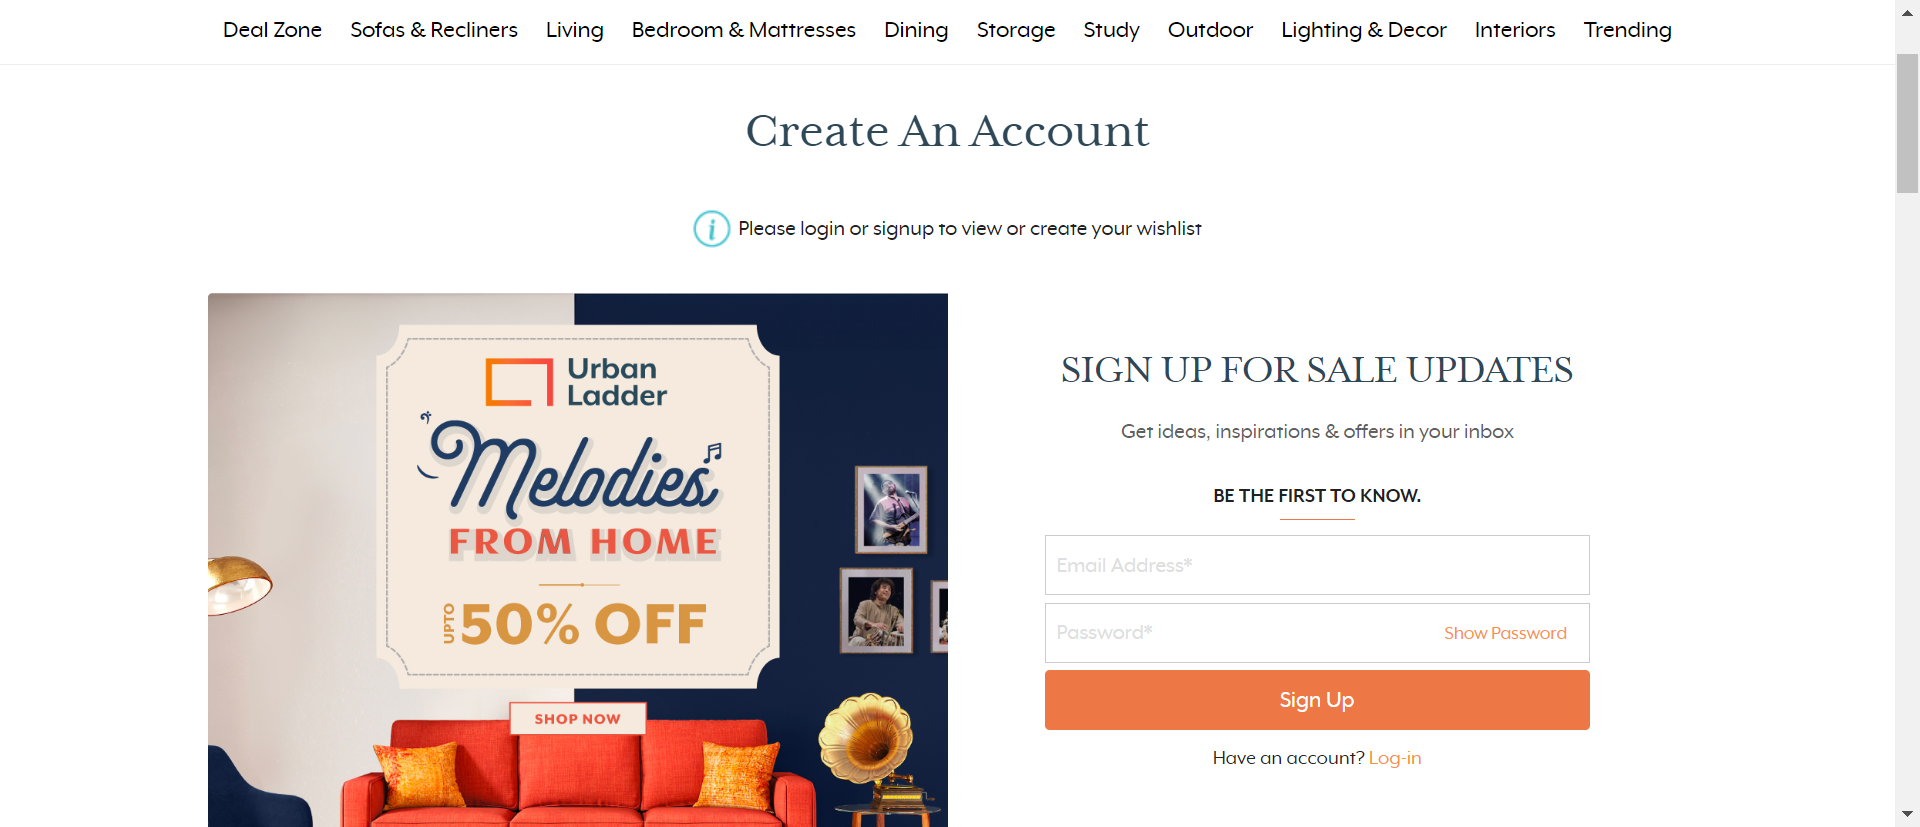 Deal Zone Sofas & Recliners Living Bedroom & Mattresses Dining Storage Study Outdoor Lighting & Decor Interiors Trending
Create An Account
i Please login or signup to view or create your wishlist
Urban
Ladder
Melodies
FROM HOME
UPTO 50% OFF
SHOP NOW
SIGN UP FOR SALE UPDATES
Get ideas, inspirations & offers in your inbox
BE THE FIRST TO KNOW.
Email Address*
Password* Show Password
Sign Up
Have an account? Log-in